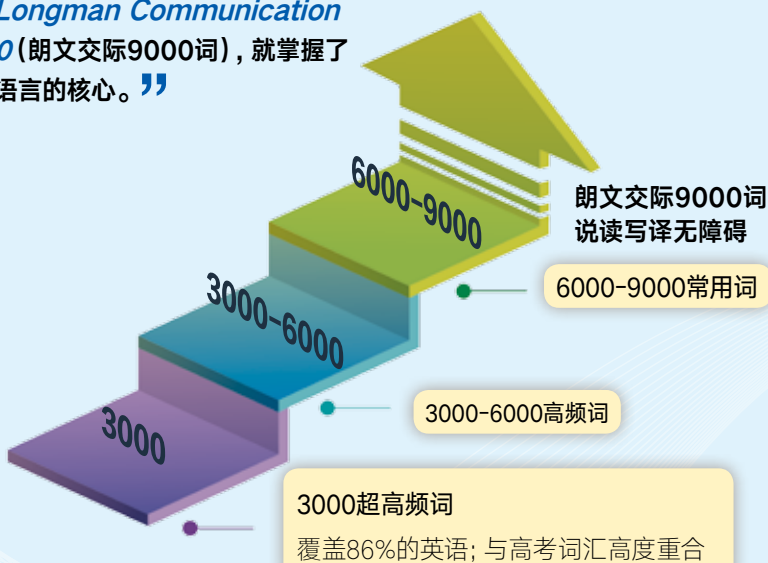 Longman Communication
0(朗文交际9000词)，就掌握了
语言的核心。”
6000-9000
朗文交际9000词
说读写译无障碍
6000-9000常用词
3000-6000
3000-6000高频词
3000
3000超高频词
覆盖86%的英语; 与高考词汇高度重合